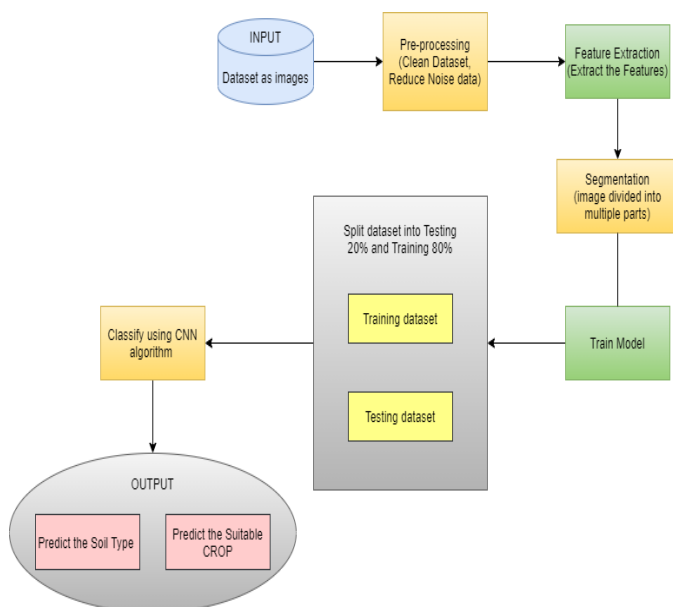 INPUT
Dataset as images
Pre-processing
(Clean Dataset,
Reduce Noise data)
Feature Extraction
(Extract the Features)
Segmentation
(image divided into
multiple parts)
Train Model
Split dataset into Testing
20% and Training 80%
Training dataset
Testing dataset
Classify using CNN
algorithm
OUTPUT
Predict the Soil Type
Predict the Suitable
CROP